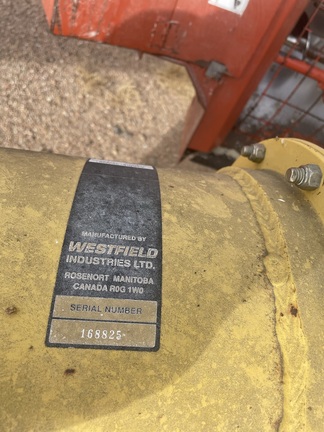 MANUFACTURED BY
WESTFIELD
INDUSTRIES LTD.
ROSENORT MANITOBA
CANADA R0G 1W0
SERIAL NUMBER
168825